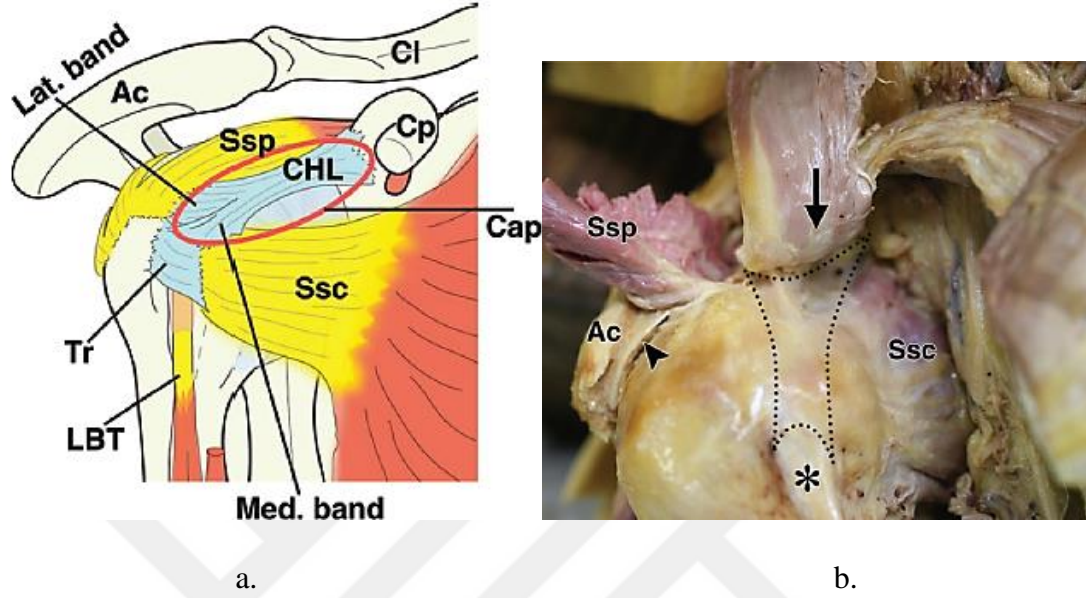 Lat. band
Ac
Cl
Ssp
Cp
CHL
Cap
Ssc
Tr
LBT
Med. band
Ssp
Ac
Ssc
*
a.
b.